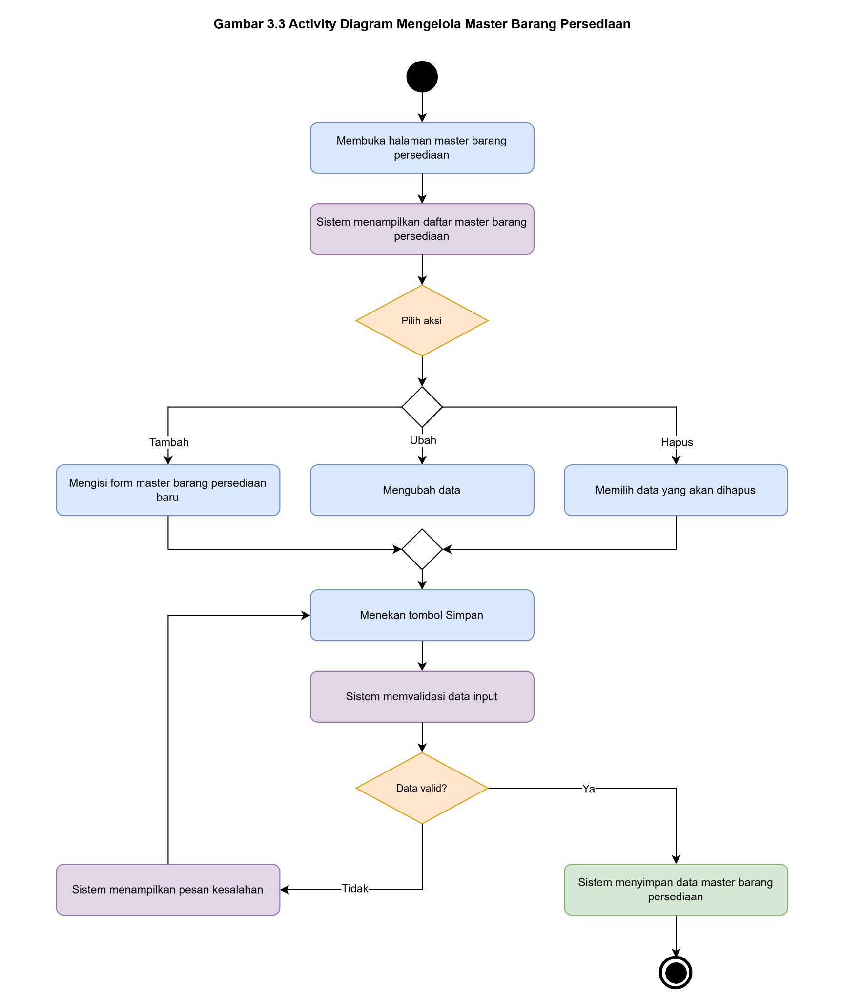 Gambar 3.3 Activity Diagram Mengelola Master Barang Persediaan
Membuka halaman master barang
persediaan
Sistem menampilkan daftar master barang
persediaan
Pilih aksi
Tambah
Ubah
Hapus
Mengisi form master barang persediaan
baru
Mengubah data
Memilih data yang akan dihapus
Menekan tombol Simpan
Sistem memvalidasi data input
Data valid?
Ya
Tidak
Sistem menampilkan pesan kesalahan
Sistem menyimpan data master barang
persediaan